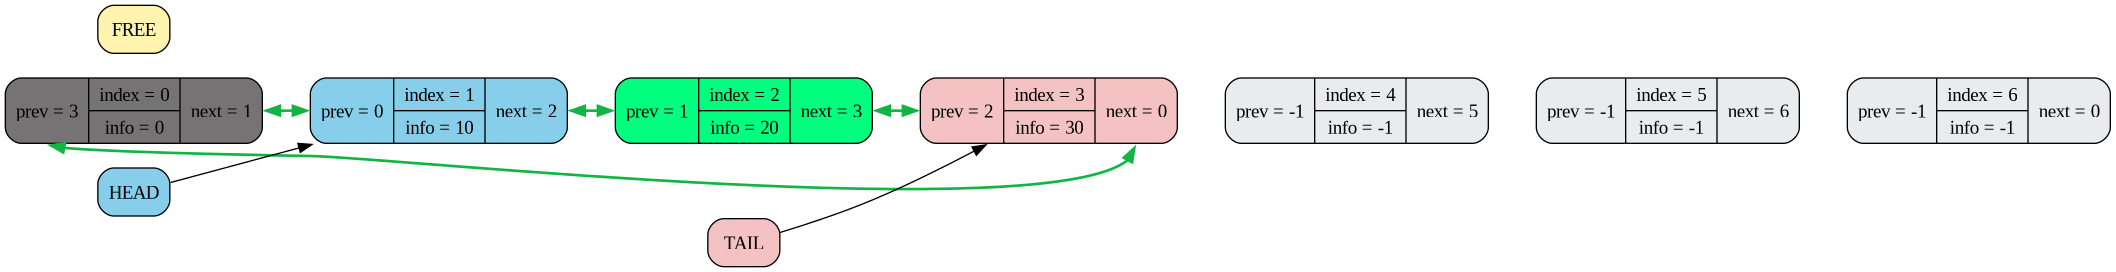 FREE
prev = 3
index = 0
info = 0
next = 1
prev = 0
index = 1
info = 10
next = 2
prev = 1
index = 2
info = 20
next = 3
prev = 2
index = 3
info = 30
next = 0
prev = -1
index = 4
info = -1
next = 5
prev = -1
index = 5
info = -1
next = 6
prev = -1
index = 6
info = -1
next = 0
HEAD
TAIL